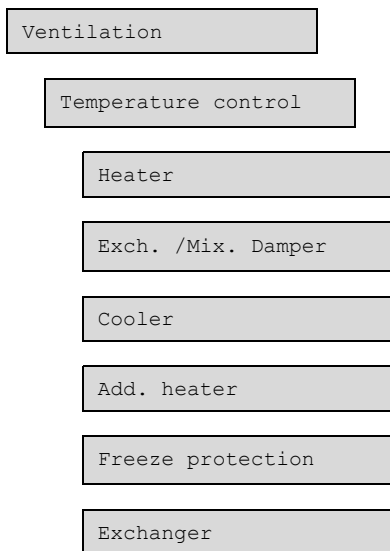 Ventilation
Temperature control
Heater
Exch. /Mix. Damper
Cooler
Add. heater
Freeze protection
Exchanger